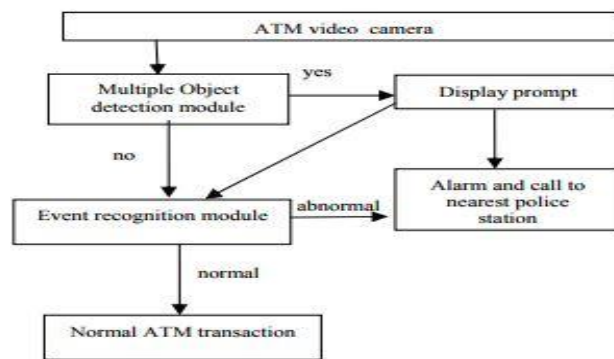 ATM video camera
Multiple Object
detection module
yes
Display prompt
no
Event recognition module
abnormal
Alarm and call to
nearest police
station
normal
Normal ATM transaction